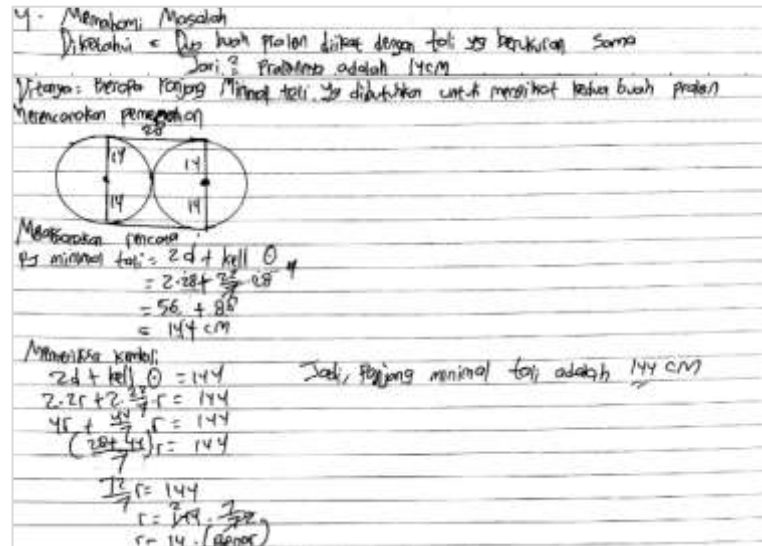 4. Memahami Masalah
Diketahui = Dua buah pralon diikat dengan tali yg berukuran sama
Jari² Pralonnya adalah 14cm
Ditanya: Berapa Panjang Minimal tali yg dibutuhkan untuk mengikat kedua buah pralon
Merencanakan pemecahan
28
14 14
14 14
Melaksanakan rencana
Pj minimal tali = 2d + kell O
= 2.28 + 22/7 . 28 4
= 56 + 88
= 144 cm
Memeriksa kembali
2d + kell O = 144
Jadi, Panjang minimal tali adalah 144 cm
2.2r + 2. 22/7 r = 144
4r + 44/7 r = 144
(28+44/7) r = 144
72/7 r = 144
r = 144 . 7/72
r = 14 . (Benar)